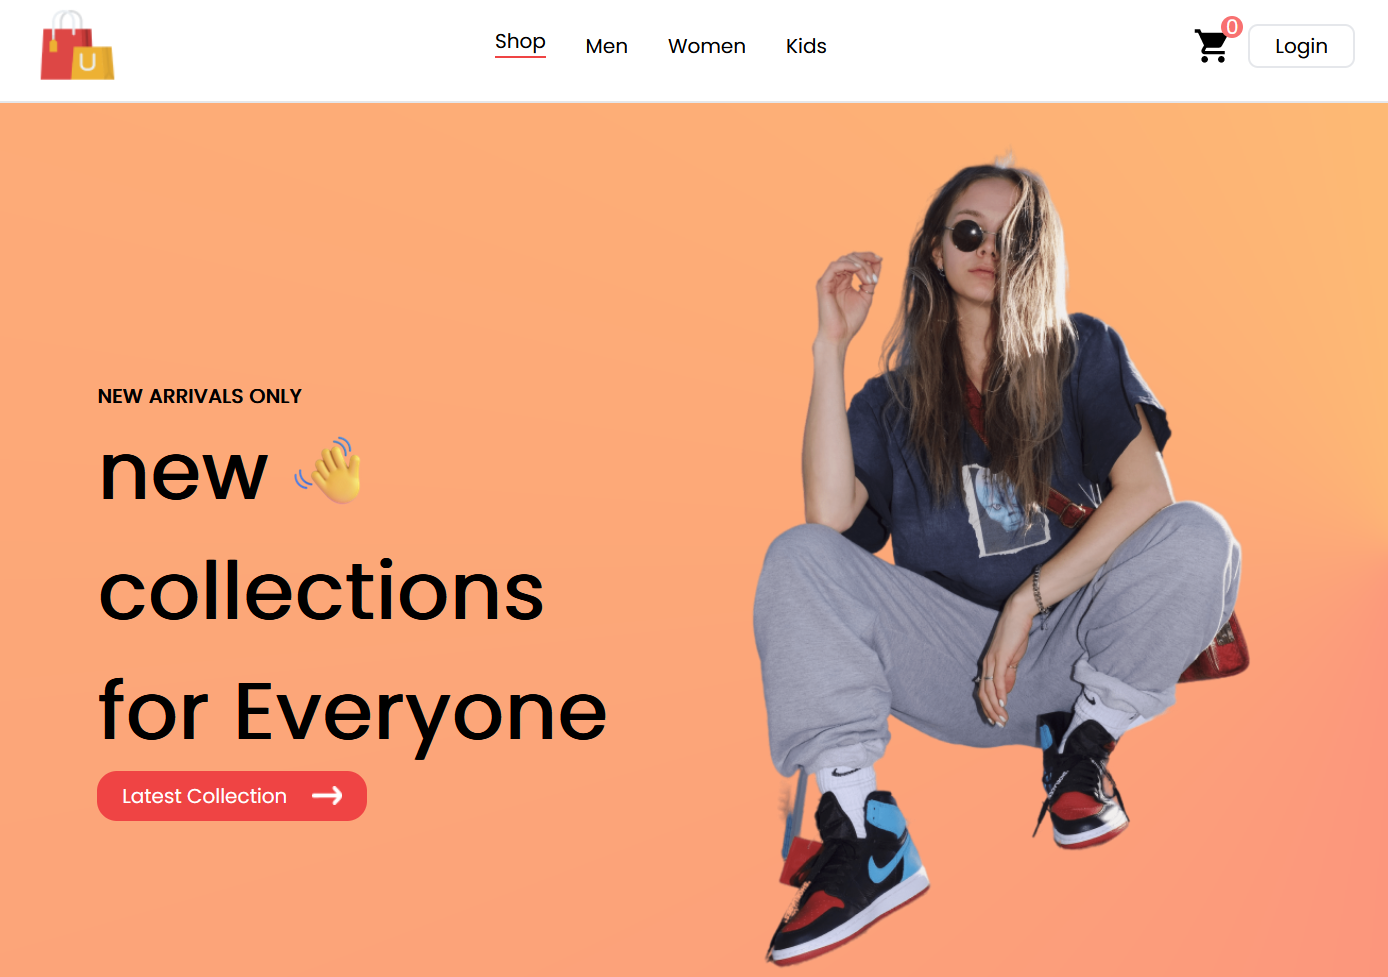 U
Shop
Men
Women
Kids
0
Login
NEW ARRIVALS ONLY
new 👋
collections
for Everyone
Latest Collection →